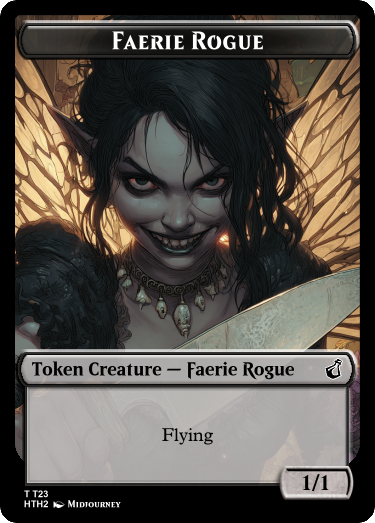 Faerie Rogue
Token Creature — Faerie Rogue
Flying
1/1
T T23
HTH2 Midjourney